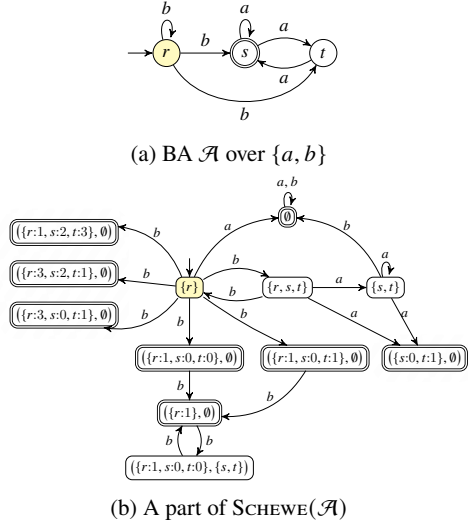 b
a
b
a
r
s
t
a
b
(a) BA 𝒜 over {a, b}
a, b
∅
({r:1, s:2, t:3}, ∅)
b
a
b
({r:3, s:2, t:1}, ∅)
b
{r}
b
{r, s, t}
a
a
{s, t}
b
({r:3, s:0, t:1}, ∅)
b
b
b
a
a
({r:1, s:0, t:0}, ∅)
({r:1, s:0, t:1}, ∅)
({s:0, t:1}, ∅)
b
b
({r:1}, ∅)
b
b
({r:1, s:0, t:0}, {s, t})
(b) A part of SCHEWE(𝒜)